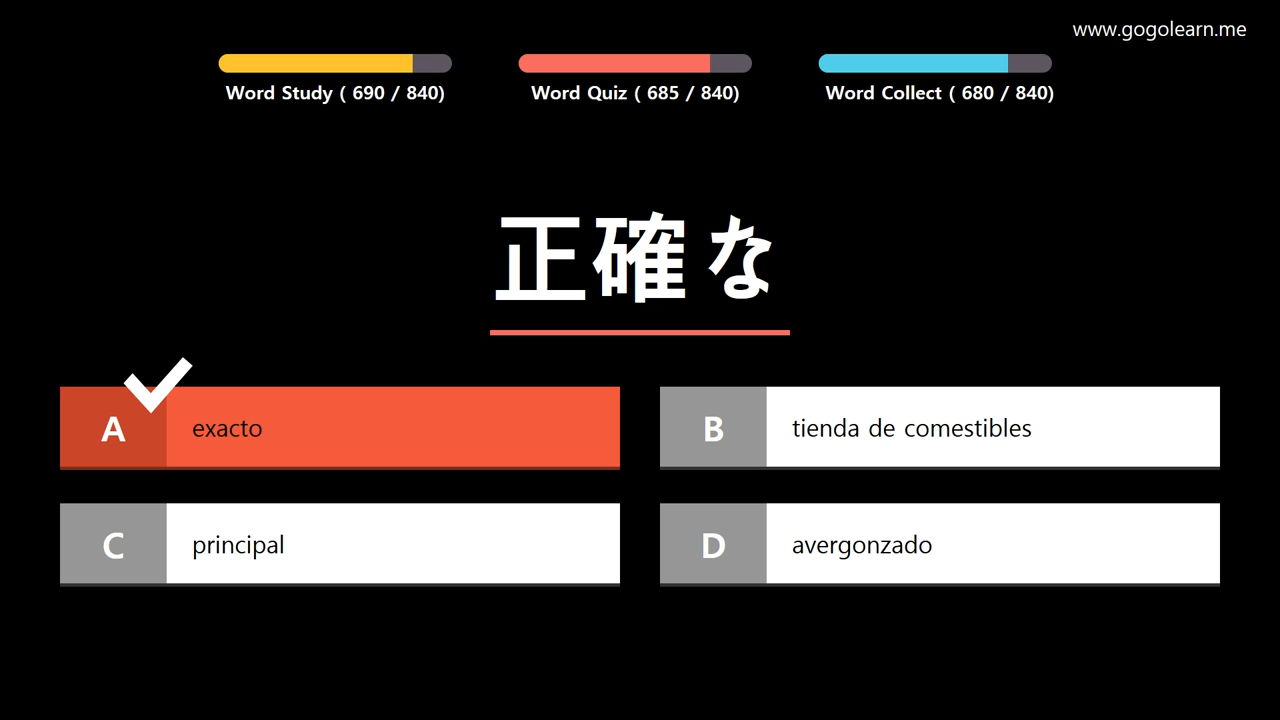 www.gogolearn.me
Word Study ( 690 / 840)
Word Quiz ( 685 / 840)
Word Collect ( 680 / 840)
正確な
A exacto
B tienda de comestibles
C principal
D avergonzado